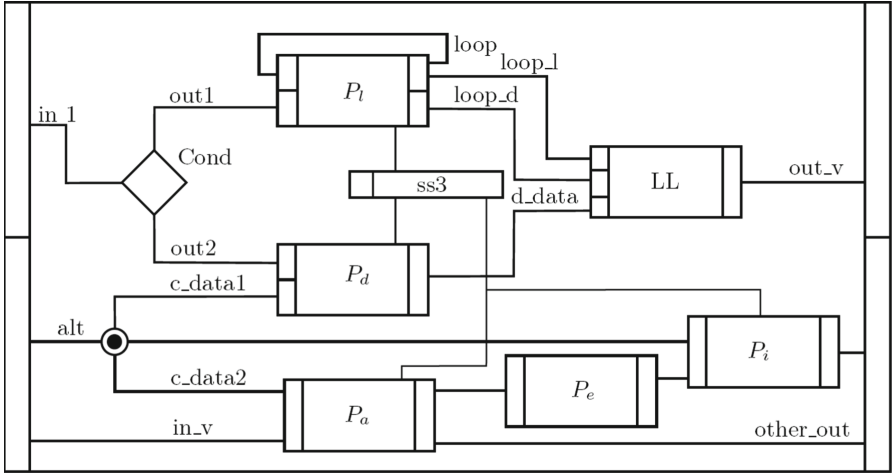 loop
loop_l
P_l
out1
loop_d
in_1
Cond
ss3
LL
out_v
d_data
out2
P_d
c_data1
alt
P_i
c_data2
P_e
P_a
in_v
other_out